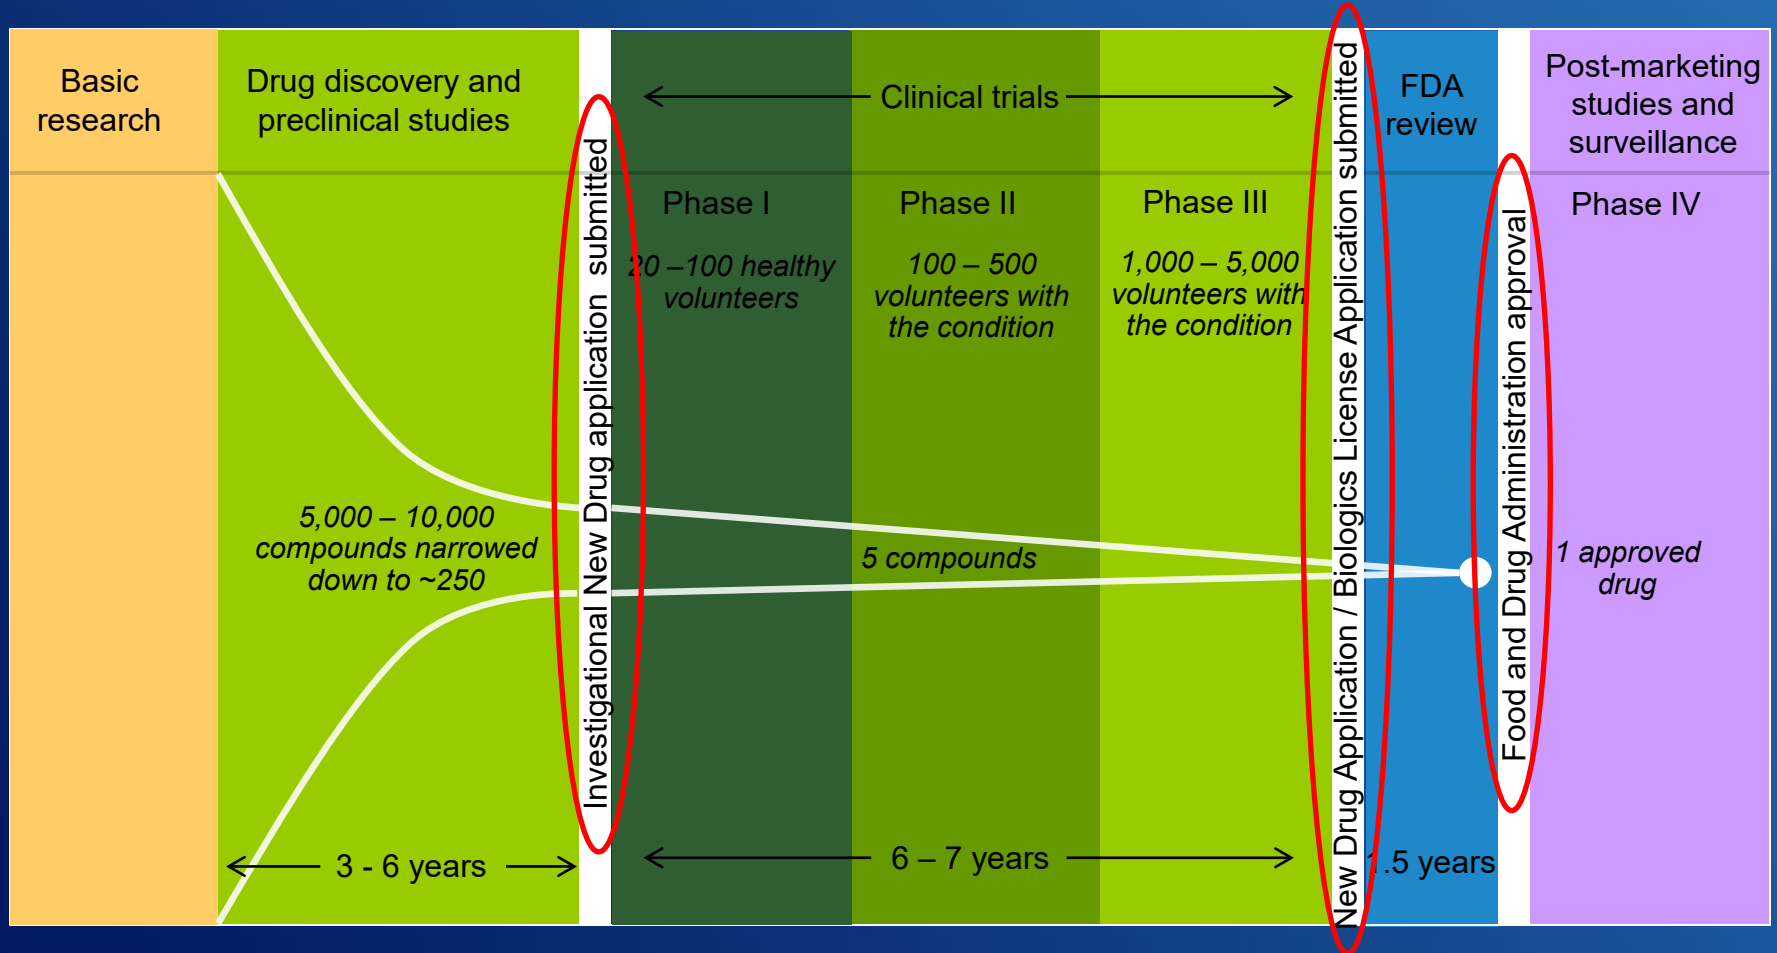 Basic
research
Drug discovery and
preclinical studies
Investigational New Drug application  submitted
Clinical trials
Phase I
20 –100 healthy
volunteers
Phase II
100 – 500
volunteers with
the condition
Phase III
1,000 – 5,000
volunteers with
the condition
New Drug Application / Biologics License Application submitted
FDA
review
Food and Drug Administration approval
Post-marketing
studies and
surveillance
Phase IV
5,000 – 10,000
compounds narrowed
down to ~250
5 compounds
1 approved
drug
3 - 6 years
6 – 7 years
1.5 years